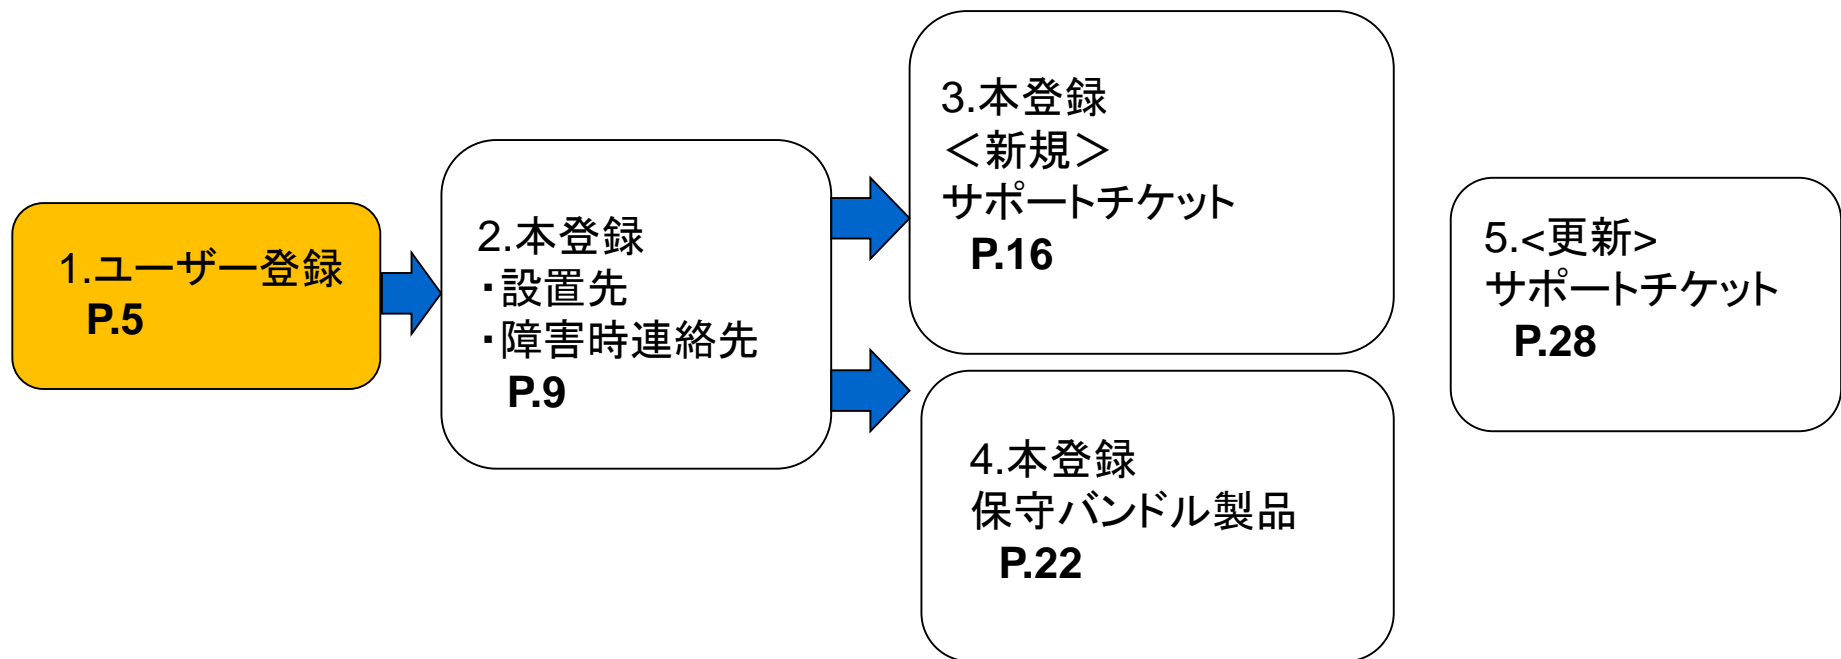 1.ユーザー登録
P.5
2.本登録
・設置先
・障害時連絡先
P.9
3.本登録
＜新規＞
サポートチケット
P.16
4.本登録
保守バンドル製品
P.22
5.<更新>
サポートチケット
P.28